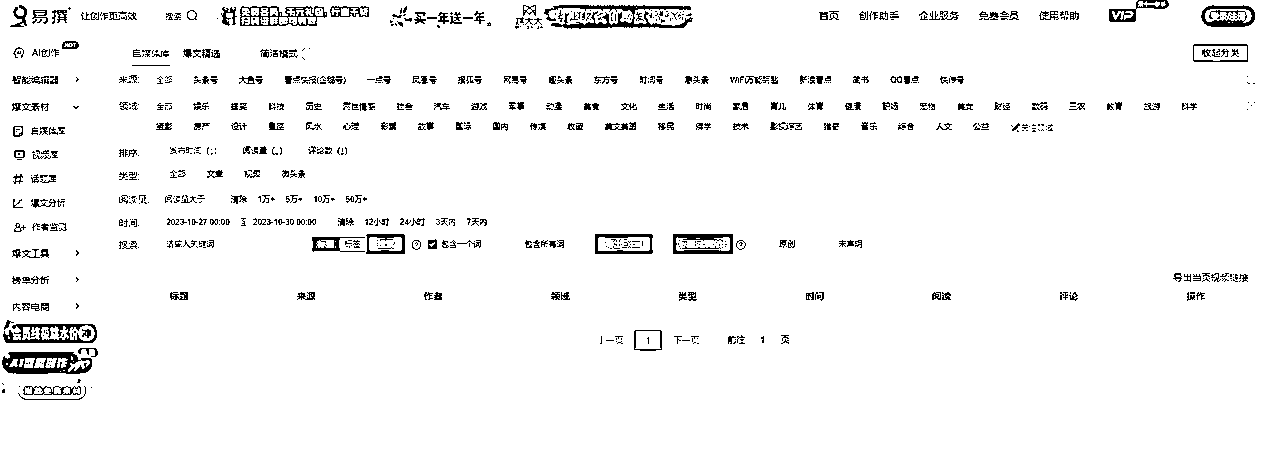 易撰 让创作更高效 搜索 买一年送一年。 首页 创作助手 企业服务 免费会员 使用帮助 VIP
AI创作 HOT 自媒体库 爆文精选 简洁模式 收起分类
智能编辑器 来源: 全部 头条号 大鱼号 看点快报(企鹅号) 一点号 凤凰号 搜狐号 网易号 趣头条 东方号 时间号 惠头条 WiFi万能钥匙 新浪看点 简书 QQ看点 快传号
爆文素材 领域: 全部 娱乐 搞笑 科技 历史 两性情感 社会 汽车 游戏 军事 动漫 美食 文化 生活 时尚 家居 育儿 体育 健康 职场 宠物 美文 财经 数码 三农 教育 旅游 科学
摄影 房产 设计 星座 风水 心理 彩票 故事 国际 国内 传媒 收藏 移民 佛学 技术 影视综艺 猎奇 音乐 综合 人文 公益 关注领域
自媒体库
视频库 排序: 发布时间 阅读量 评论数
话题库 类型: 全部 文章 视频 微头条
爆文分析 阅读量: 阅读量大于 清除 1万+ 5万+ 10万+ 50万+
作者监测 时间: 2023-10-27 00:00 至 2023-10-30 00:00 清除 12小时 24小时 3天内 7天内
搜索: 请输入关键词 标题 标签 包含一个词 包含所有词 原创 未声明
爆文工具
榜单分析 导出当页视频链接
标题 来源 作者 领域 类型 时间 阅读 评论 操作
内容电商
会员终极跳水价
上一页 1 下一页 前往 1 页